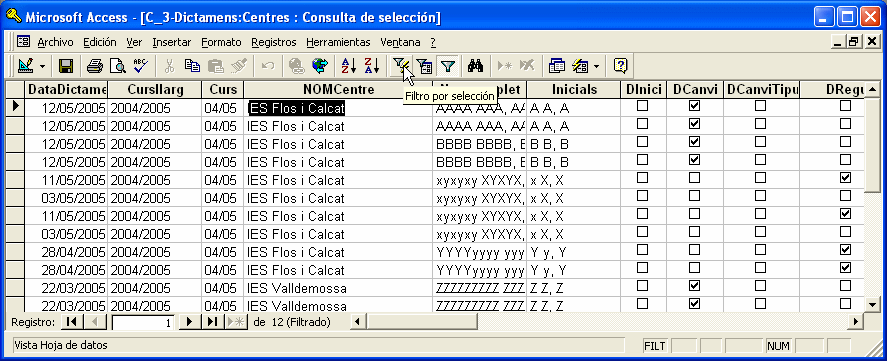 Microsoft Access - [C_3-Dictamens:Centres : Consulta de selección]
Archivo Edición Ver Insertar Formato Registros Herramientas Ventana ?
DataDictame CursIlarg Curs NOMCentre N plet Inicials DInici DCanvi DCanviTipu DRegu
Filtro por selección
12/05/2005 2004/2005 04/05 IES Flos i Calcat AAAA AAA, AA A A, A
12/05/2005 2004/2005 04/05 IES Flos i Calcat AAAA AAA, AA A A, A
12/05/2005 2004/2005 04/05 IES Flos i Calcat BBBB BBBB, B B B, B
12/05/2005 2004/2005 04/05 IES Flos i Calcat BBBB BBBB, B B B, B
11/05/2005 2004/2005 04/05 IES Flos i Calcat xyxyxy XYXYX, x X, X
03/05/2005 2004/2005 04/05 IES Flos i Calcat xyxyxy XYXYX, x X, X
11/05/2005 2004/2005 04/05 IES Flos i Calcat xyxyxy XYXYX, x X, X
03/05/2005 2004/2005 04/05 IES Flos i Calcat xyxyxy XYXYX, x X, X
28/04/2005 2004/2005 04/05 IES Flos i Calcat YYYYyyyy yyy Y y, Y
28/04/2005 2004/2005 04/05 IES Flos i Calcat YYYYyyyy yyy Y y, Y
22/03/2005 2004/2005 04/05 IES Valldemossa ZZZZZZZZZ ZZZ Z Z, Z
22/03/2005 2004/2005 04/05 IES Valldemossa ZZZZZZZZZ ZZZ Z Z, Z
Registro: 1 de 12 (Filtrado)
Vista Hoja de datos FILT NUM